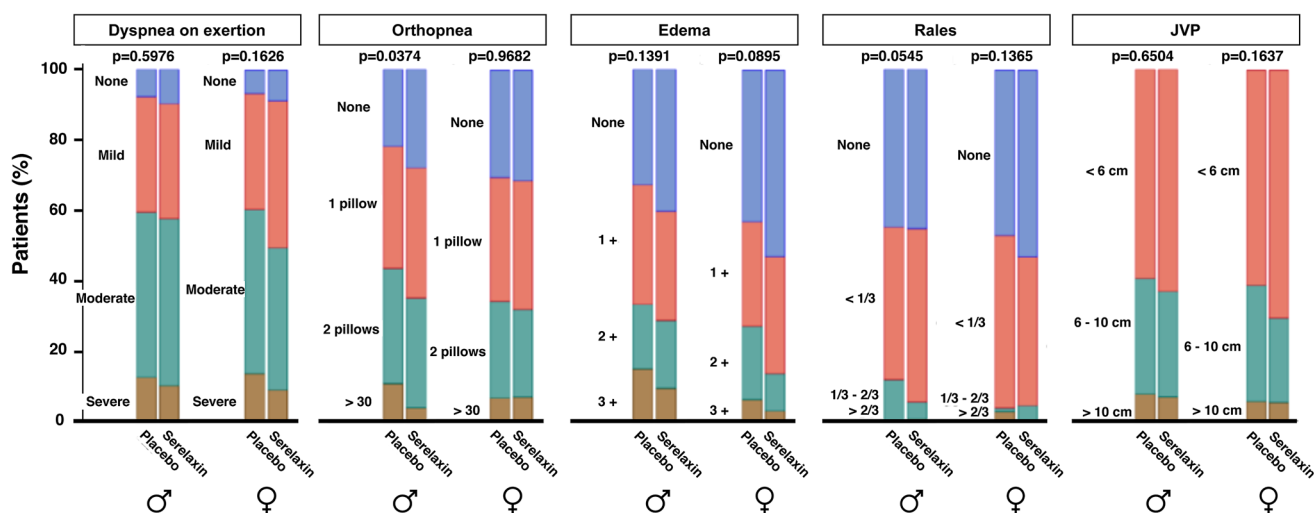 Dyspnea on exertion
Orthopnea
Edema
Rales
JVP
p=0.5976
p=0.1626
p=0.0374
p=0.9682
p=0.1391
p=0.0895
p=0.0545
p=0.1365
p=0.6504
p=0.1637
Patients (%)
100
80
60
40
20
0
None
Mild
Moderate
Severe
None
Mild
Moderate
Severe
None
1 pillow
2 pillows
> 30
None
1 pillow
2 pillows
> 30
None
1 +
2 +
3 +
None
1 +
2 +
3 +
None
< 1/3
1/3 - 2/3
> 2/3
None
< 1/3
1/3 - 2/3
> 2/3
< 6 cm
6 - 10 cm
> 10 cm
< 6 cm
6 - 10 cm
> 10 cm
Placebo
Serelaxin
Placebo
Serelaxin
Placebo
Serelaxin
Placebo
Serelaxin
Placebo
Serelaxin
Placebo
Serelaxin
Placebo
Serelaxin
Placebo
Serelaxin
Placebo
Serelaxin
Placebo
Serelaxin
♂ ♀ ♂ ♀ ♂ ♀ ♂ ♀ ♂ ♀